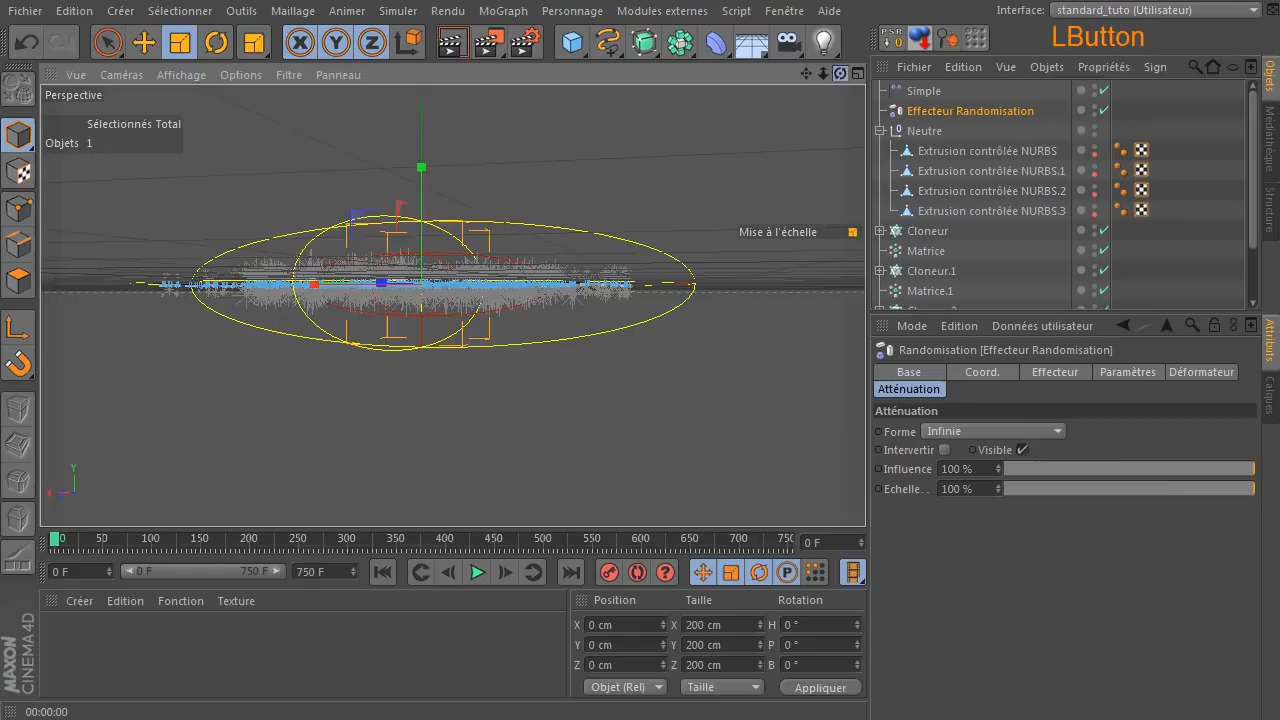 Fichier Edition Créer Sélectionner Outils Maillage Animer Simuler Rendu MoGraph Personnage Modules externes Script Fenêtre Aide Interface: standard_tuto (Utilisateur)
LButton
PSR
0
X Y Z
Vue Caméras Affichage Options Filtre Panneau
Fichier Edition Vue Objets Propriétés Sign
Perspective
Sélectionnés Total
Objets 1
Mise à l'échelle
Y
X
Simple
Effecteur Randomisation
Neutre
Extrusion contrôlée NURBS
Extrusion contrôlée NURBS.1
Extrusion contrôlée NURBS.2
Extrusion contrôlée NURBS.3
Cloneur
Matrice
Cloneur.1
Matrice.1
Objets
Médiathèque
Structure
Mode Edition Données utilisateur
Randomisation [Effecteur Randomisation]
Base Coord. Effecteur Paramètres Déformateur
Atténuation
Atténuation
Forme Infinie
Intervertir Visible
Influence 100 %
Echelle. . 100 %
Attributs
Calques
0 50 100 150 200 250 300 350 400 450 500 550 600 650 700 750 0 F
0 F 0 F 750 F 750 F
P
Créer Edition Fonction Texture
Position Taille Rotation
X 0 cm X 200 cm H 0 °
Y 0 cm Y 200 cm P 0 °
Z 0 cm Z 200 cm B 0 °
Objet (Rel) Taille Appliquer
MAXON
CINEMA 4D
00:00:00